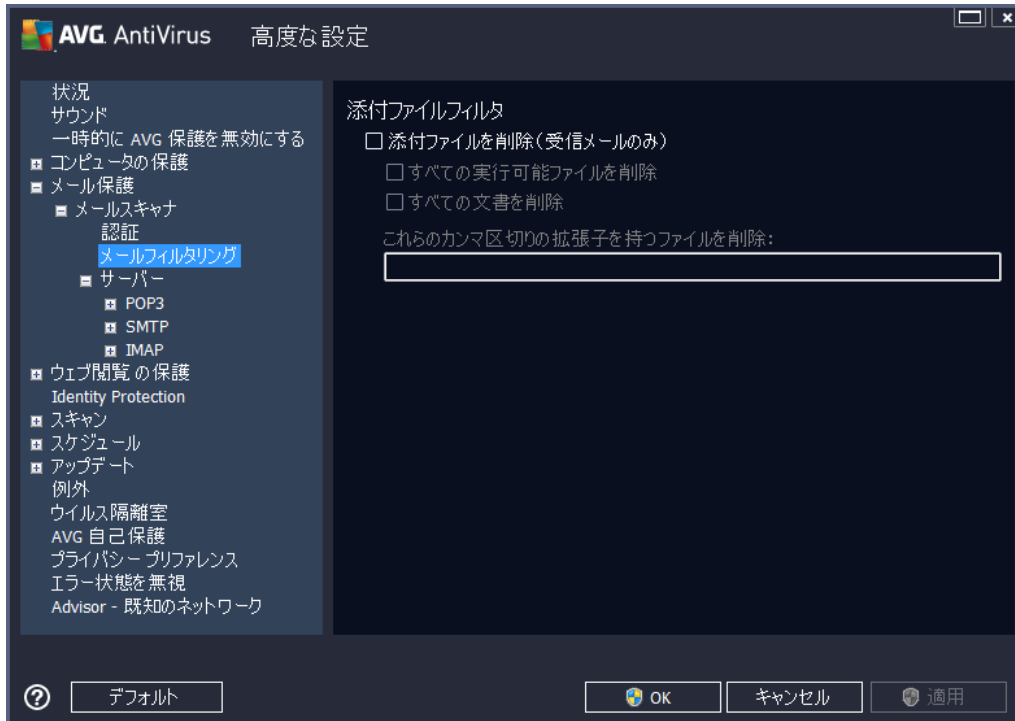 AVG AntiVirus 高度な設定
状況
サウンド
一時的に AVG 保護を無効にする
コンピュータの保護
メール保護
メールスキャナ
認証
メールフィルタリング
サーバー
POP3
SMTP
IMAP
ウェブ閲覧 の保護
Identity Protection
スキャン
スケジュール
アップデート
例外
ウイルス隔離室
AVG 自己保護
プライバシー プリファレンス
エラー状態を無視
Advisor - 既知のネットワーク
添付ファイルフィルタ
添付ファイルを削除(受信メールのみ)
すべての実行可能ファイルを削除
すべての文書を削除
これらのカンマ区切りの拡張子を持つファイルを削除:
デフォルト
OK
キャンセル
適用